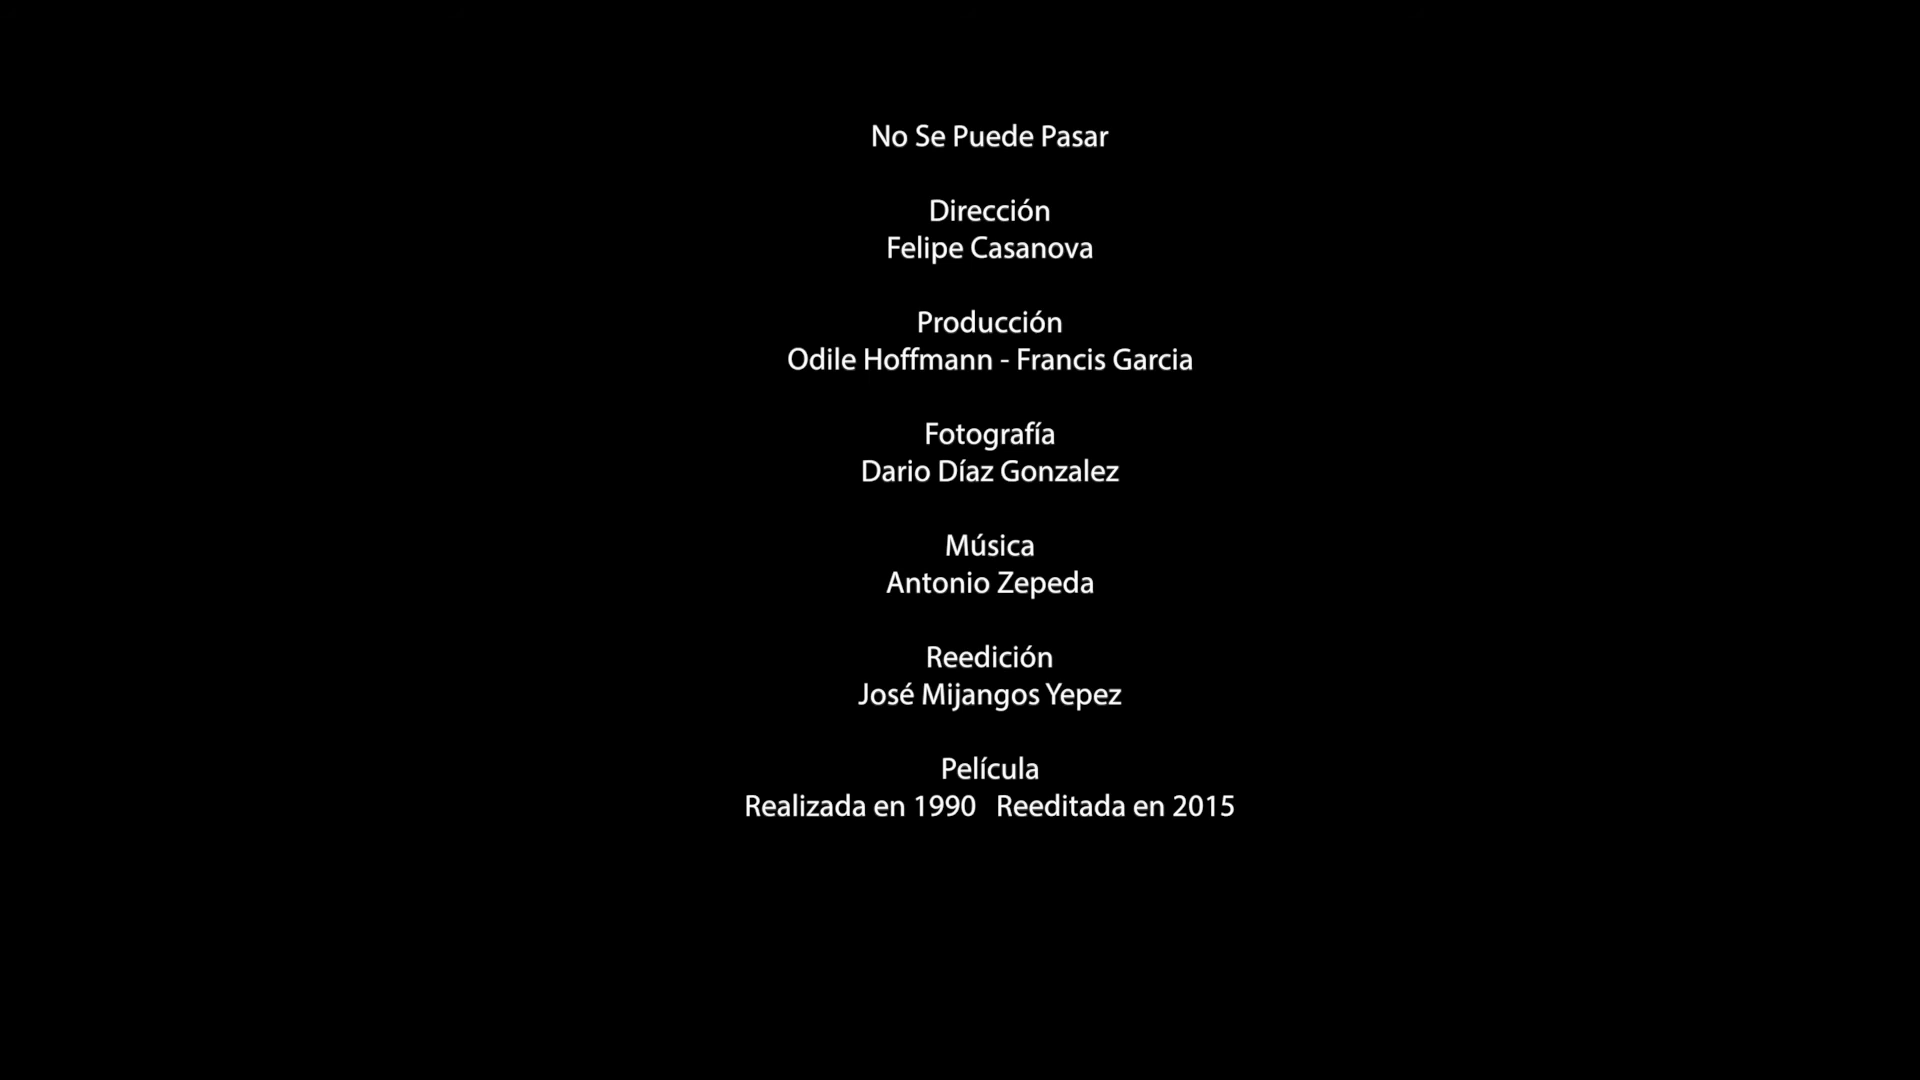 No Se Puede Pasar
Dirección
Felipe Casanova
Producción
Odile Hoffmann - Francis Garcia
Fotografía
Dario Díaz Gonzalez
Música
Antonio Zepeda
Reedición
José Mijangos Yepez
Película
Realizada en 1990   Reeditada en 2015